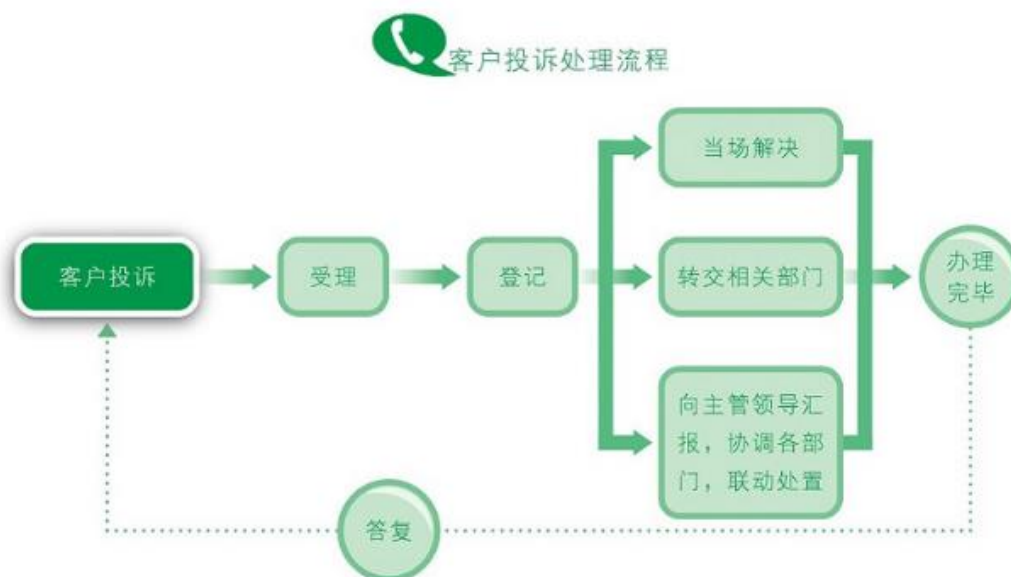 客户投诉处理流程
客户投诉
受理
登记
当场解决
转交相关部门
向主管领导汇
报，协调各部
门，联动处置
办理
完毕
答复